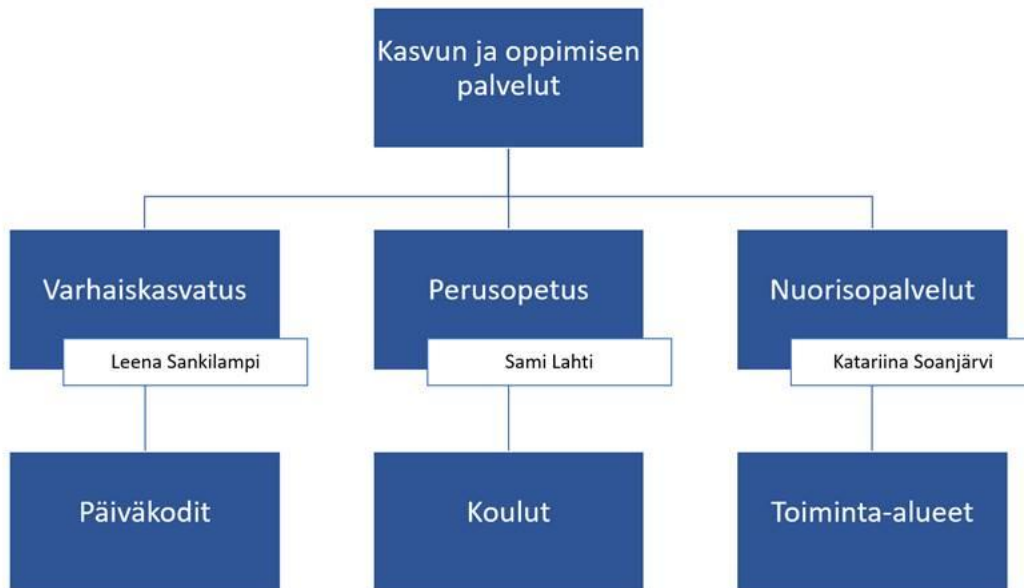 Kasvun ja oppimisen
palvelut
Varhaiskasvatus
Leena Sankilampi
Perusopetus
Sami Lahti
Nuorisopalvelut
Katariina Soanjärvi
Päiväkodit
Koulut
Toiminta-alueet